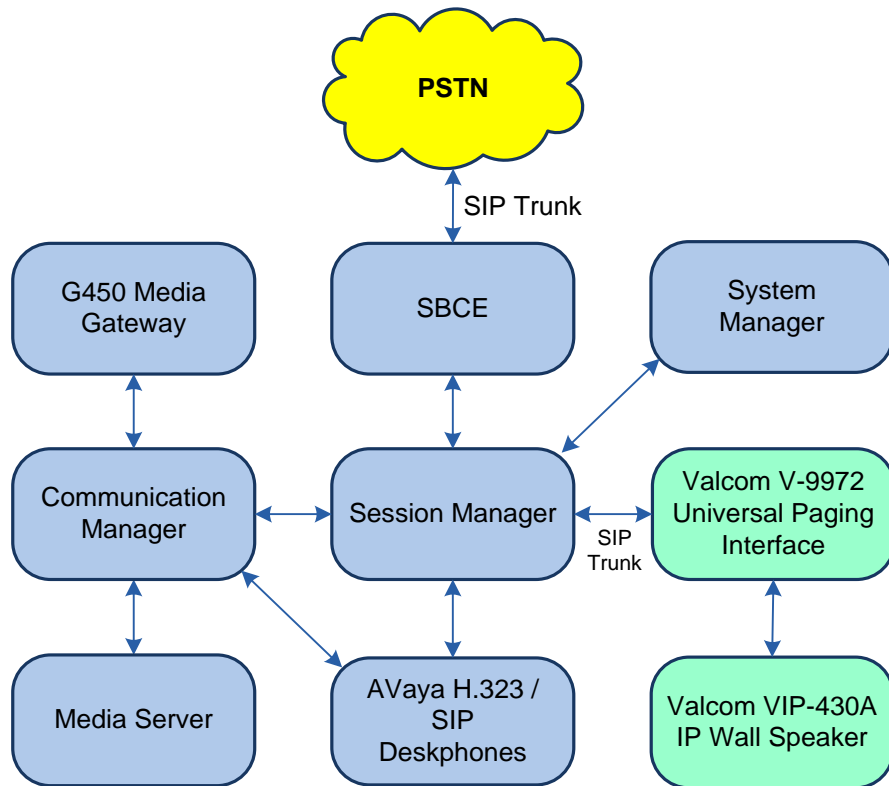 PSTN
SIP Trunk
G450 Media
Gateway
SBCE
System
Manager
Communication
Manager
Session Manager
SIP
Trunk
Valcom V-9972
Universal Paging
Interface
Media Server
AVaya H.323 /
SIP
Deskphones
Valcom VIP-430A
IP Wall Speaker